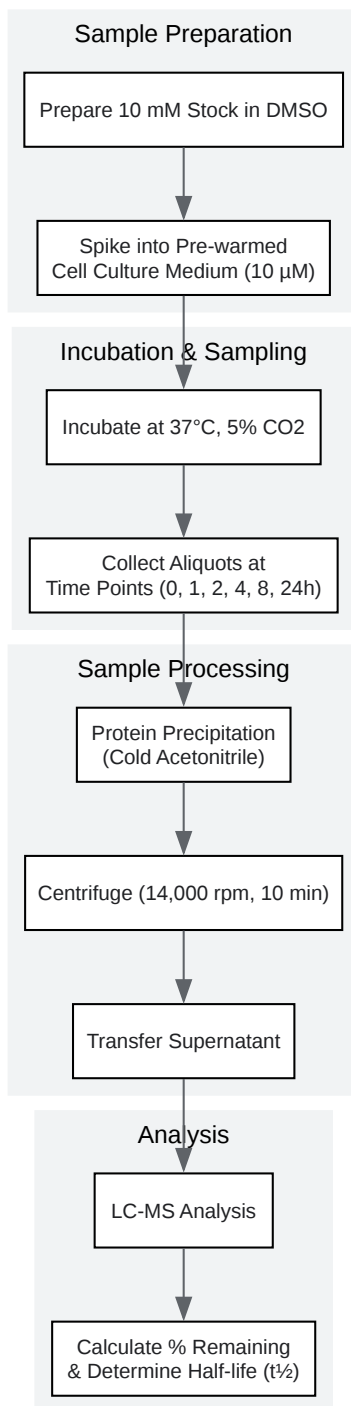 Sample Preparation
Prepare 10 mM Stock in DMSO
Spike into Pre-warmed
Cell Culture Medium (10 µM)
Incubation & Sampling
Incubate at 37°C, 5% CO2
Collect Aliquots at
Time Points (0, 1, 2, 4, 8, 24h)
Sample Processing
Protein Precipitation
(Cold Acetonitrile)
Centrifuge (14,000 rpm, 10 min)
Transfer Supernatant
Analysis
LC-MS Analysis
Calculate % Remaining
& Determine Half-life (t½)